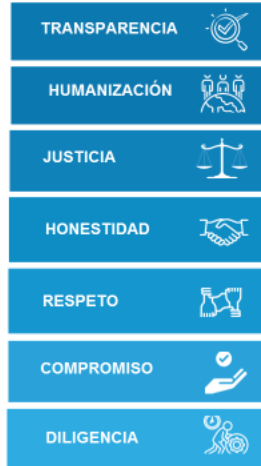 TRANSPARENCIA
HUMANIZACIÓN
JUSTICIA
HONESTIDAD
RESPETO
COMPROMISO
DILIGENCIA